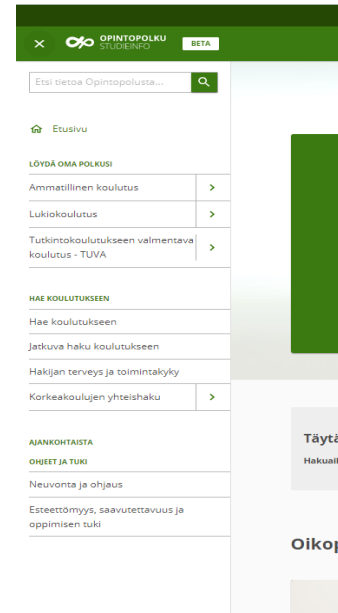 OPINTOPOLKU
STUDIEINFO
BETA
Etsi tietoa Opintopolusta...
Etusivu
LÖYDÄ OMA POLKUSI
Ammatillinen koulutus
Lukiokoulutus
Tutkintokoulutukseen valmentava
koulutus - TUVA
HAE KOULUTUKSEEN
Hae koulutukseen
Jatkuva haku koulutukseen
Hakijan terveys ja toimintakyky
Korkeakoulujen yhteishaku
AJANKOHTAISTA
OHJEET JA TUKI
Neuvonta ja ohjaus
Esteettömyys, saavutettavuus ja
oppimisen tuki
Täytä
Hakuai
Oikop